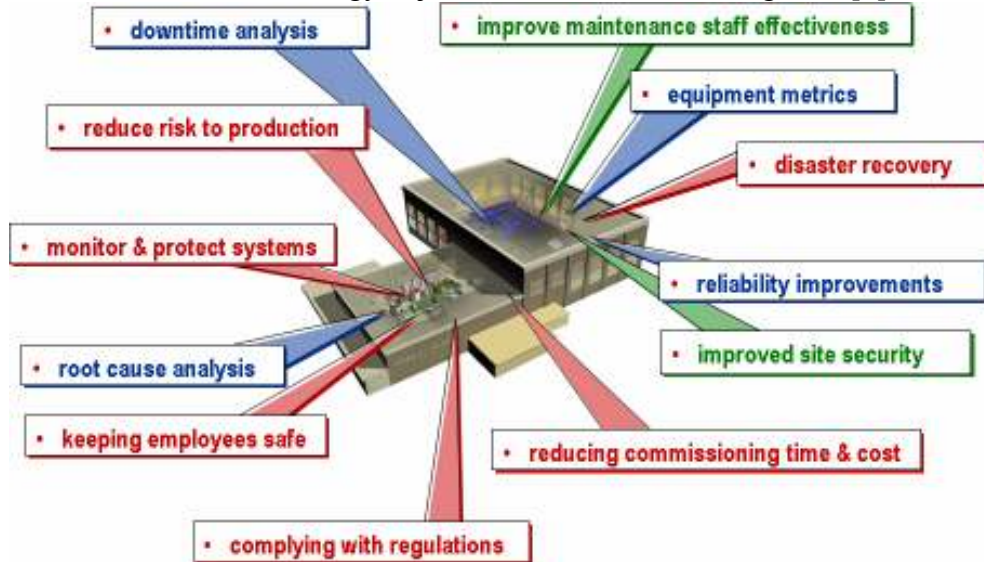 • downtime analysis
• improve maintenance staff effectiveness
• equipment metrics
• reduce risk to production
• disaster recovery
• monitor & protect systems
• reliability improvements
• improved site security
• root cause analysis
• keeping employees safe
• reducing commissioning time & cost
• complying with regulations